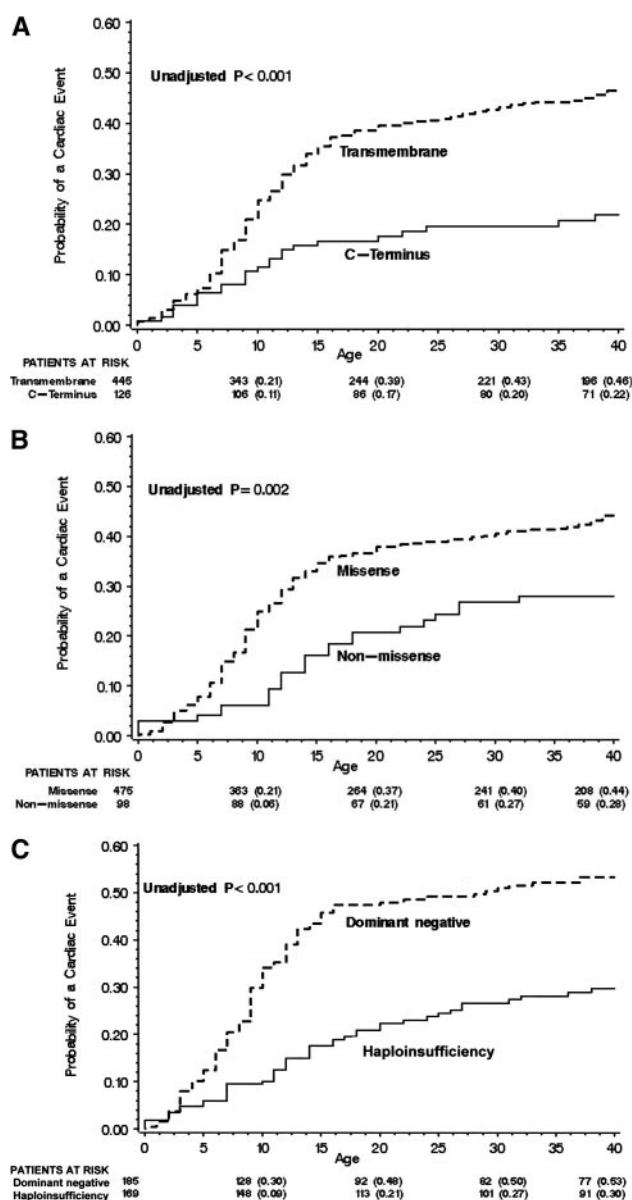 A
0.60
0.50
Unadjusted P< 0.001
0.40
Transmembrane
0.30
0.20
C−Terminus
0.10
0.00
Probability of a Cardiac Event
0 5 10 15 20 25 30 35 40
Age
PATIENTS AT RISK
Transmembrane 445 343 (0.21) 244 (0.39) 221 (0.43) 196 (0.46)
C−Terminus 126 106 (0.11) 86 (0.17) 80 (0.20) 71 (0.22)
B
0.60
0.50
Unadjusted P= 0.002
0.40
Missense
0.30
0.20
Non−missense
0.10
0.00
Probability of a Cardiac Event
0 5 10 15 20 25 30 35 40
Age
PATIENTS AT RISK
Missense 475 363 (0.21) 264 (0.37) 241 (0.40) 208 (0.44)
Non−missense 98 88 (0.06) 67 (0.21) 61 (0.27) 59 (0.28)
C
0.60
0.50
Unadjusted P< 0.001
Dominant negative
0.40
0.30
0.20
Haploinsufficiency
0.10
0.00
Probability of a Cardiac Event
0 5 10 15 20 25 30 35 40
Age
PATIENTS AT RISK
Dominant negative 185 128 (0.30) 92 (0.48) 82 (0.50) 77 (0.53)
Haploinsufficiency 169 148 (0.09) 113 (0.21) 101 (0.27) 91 (0.30)